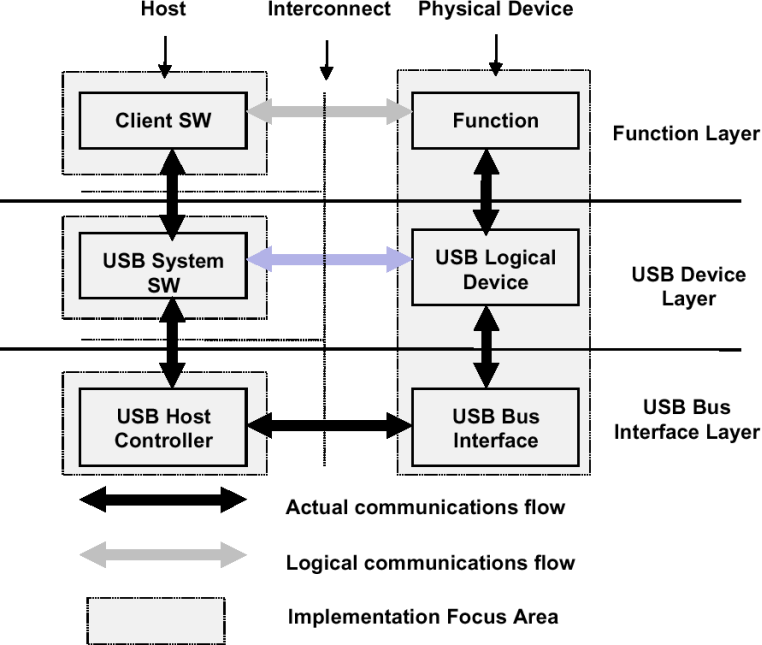 Host
Interconnect
Physical Device
Client SW
Function
Function Layer
USB System
SW
USB Logical
Device
USB Device
Layer
USB Host
Controller
USB Bus
Interface
USB Bus
Interface Layer
Actual communications flow
Logical communications flow
Implementation Focus Area